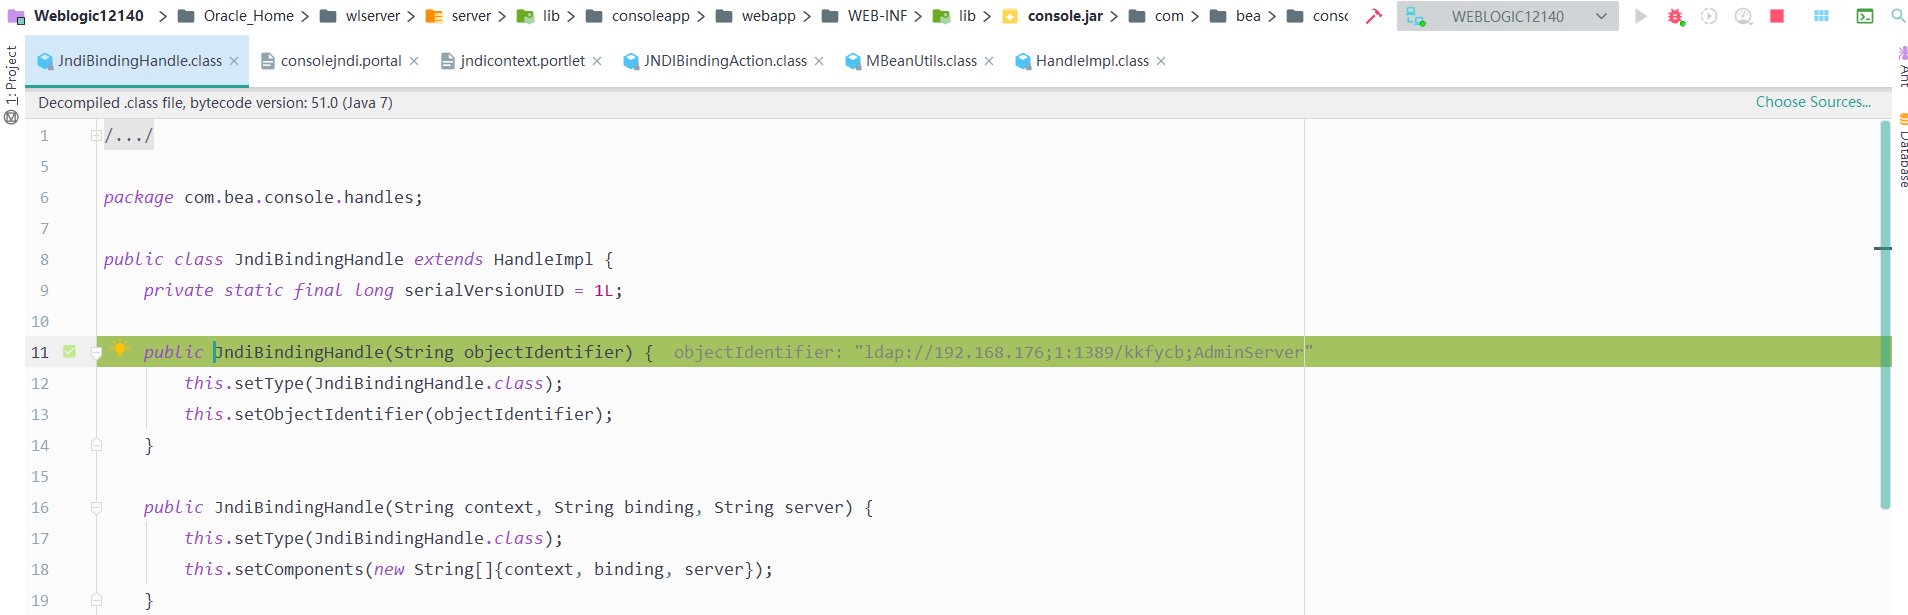 Weblogic12140 > Oracle_Home > wlserver > server > lib > consoleapp > webapp > WEB-INF > lib > console.jar > com > bea > consc WEBLOGIC12140
JndiBindingHandle.class × consolejndi.portal × jndicontext.portlet × JNDIBindingAction.class × MBeanUtils.class × HandleImpl.class ×
1: Project
Ant
Database
Decompiled .class file, bytecode version: 51.0 (Java 7) Choose Sources...
1 /.../
5
6 package com.bea.console.handles;
7
8 public class JndiBindingHandle extends HandleImpl {
9 private static final long serialVersionUID = 1L;
10
11 public JndiBindingHandle(String objectIdentifier) { objectIdentifier: "ldap://192.168.176;1:1389/kkfycb;AdminServer"
12 this.setType(JndiBindingHandle.class);
13 this.setObjectIdentifier(objectIdentifier);
14 }
15
16 public JndiBindingHandle(String context, String binding, String server) {
17 this.setType(JndiBindingHandle.class);
18 this.setComponents(new String[]{context, binding, server});
19 }